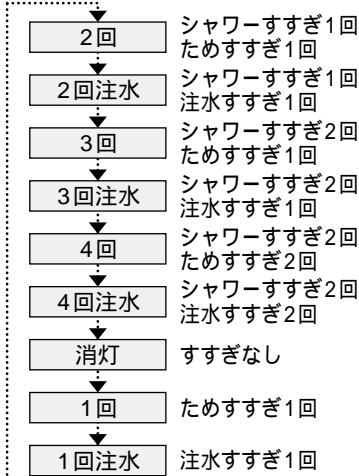 2回
シャワーすすぎ1回
ためすすぎ1回
2回注水
シャワーすすぎ1回
注水すすぎ1回
3回
シャワーすすぎ2回
ためすすぎ1回
3回注水
シャワーすすぎ2回
注水すすぎ1回
4回
シャワーすすぎ2回
ためすすぎ2回
4回注水
シャワーすすぎ2回
注水すすぎ2回
消灯
すすぎなし
1回
ためすすぎ1回
1回注水
注水すすぎ1回